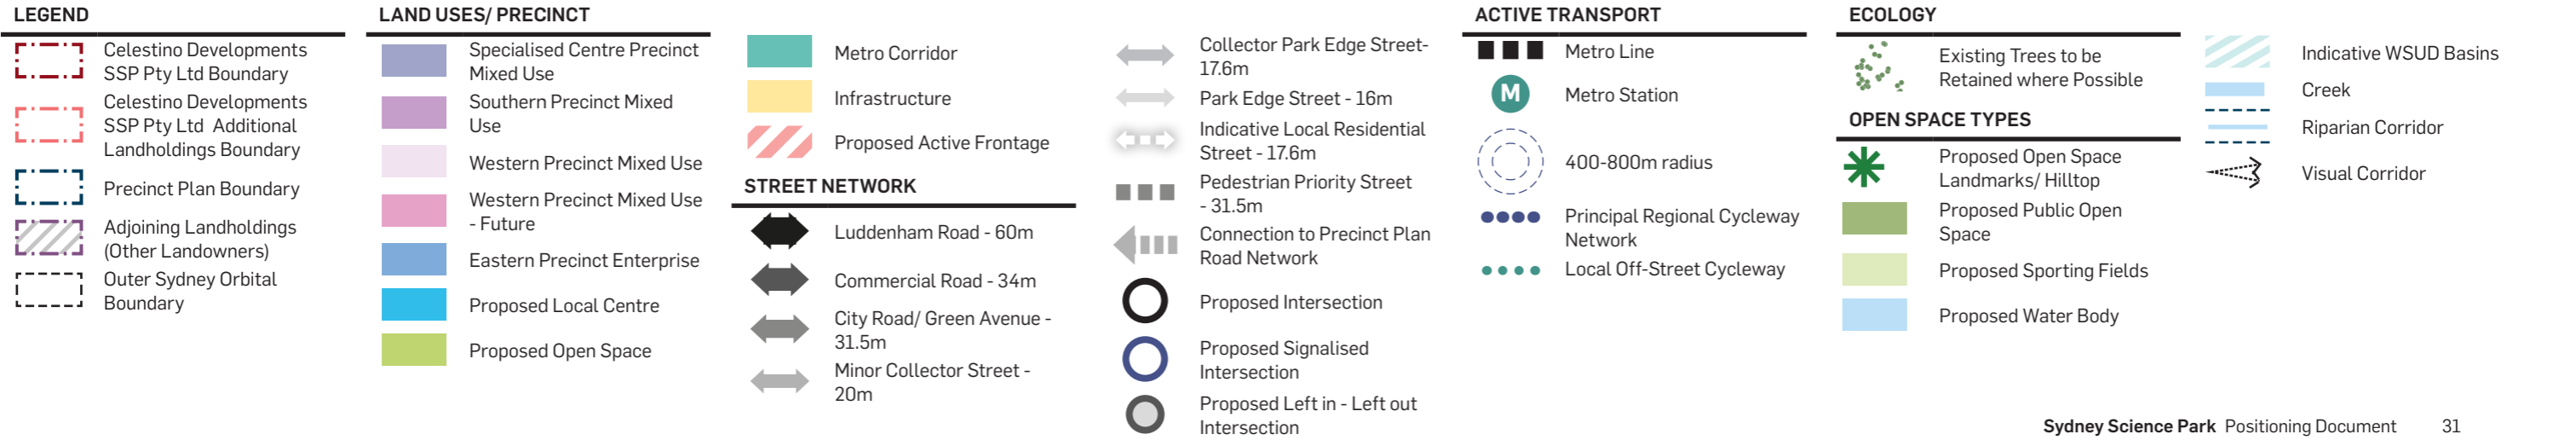 LEGEND
Celestino Developments
SSP Pty Ltd Boundary
Celestino Developments
SSP Pty Ltd Additional
Landholdings Boundary
Precinct Plan Boundary
Adjoining Landholdings
(Other Landowners)
Outer Sydney Orbital
Boundary
LAND USES/ PRECINCT
Specialised Centre Precinct
Mixed Use
Southern Precinct Mixed
Use
Western Precinct Mixed Use
Western Precinct Mixed Use
- Future
Eastern Precinct Enterprise
Proposed Local Centre
Proposed Open Space
Metro Corridor
Infrastructure
Proposed Active Frontage
STREET NETWORK
Luddenham Road - 60m
Commercial Road - 34m
City Road/ Green Avenue -
31.5m
Minor Collector Street -
20m
Collector Park Edge Street-
17.6m
Park Edge Street - 16m
Indicative Local Residential
Street - 17.6m
Pedestrian Priority Street
- 31.5m
Connection to Precinct Plan
Road Network
Proposed Intersection
Proposed Signalised
Intersection
Proposed Left in - Left out
Intersection
ACTIVE TRANSPORT
Metro Line
M
Metro Station
400-800m radius
Principal Regional Cycleway
Network
Local Off-Street Cycleway
ECOLOGY
Existing Trees to be
Retained where Possible
OPEN SPACE TYPES
Proposed Open Space
Landmarks/ Hilltop
Proposed Public Open
Space
Proposed Sporting Fields
Proposed Water Body
Indicative WSUD Basins
Creek
Riparian Corridor
Visual Corridor
Sydney Science Park Positioning Document 31